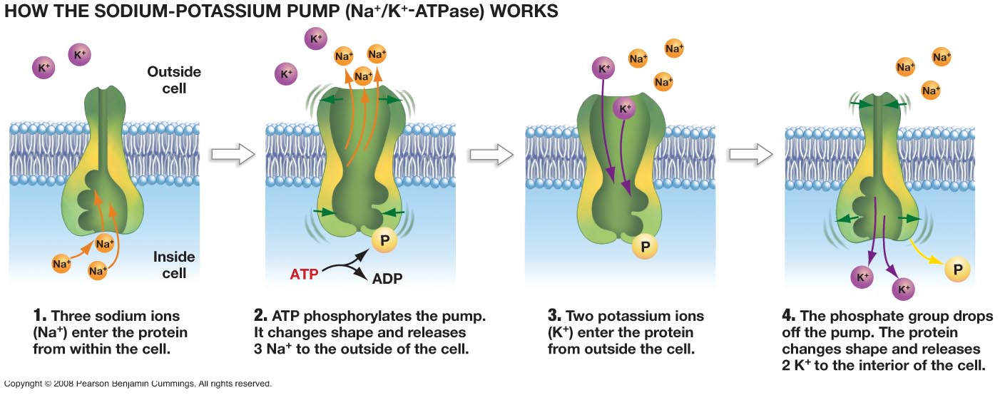 HOW THE SODIUM-POTASSIUM PUMP (Na⁺/K⁺-ATPase) WORKS
K⁺
K⁺
Outside
cell
Na⁺
Na⁺
Na⁺
Inside
cell
1. Three sodium ions
(Na⁺) enter the protein
from within the cell.
K⁺
K⁺
Na⁺
Na⁺
Na⁺
P
ATP
ADP
2. ATP phosphorylates the pump.
It changes shape and releases
3 Na⁺ to the outside of the cell.
K⁺
Na⁺
Na⁺
Na⁺
K⁺
P
3. Two potassium ions
(K⁺) enter the protein
from outside the cell.
Na⁺
Na⁺
Na⁺
K⁺
K⁺
P
4. The phosphate group drops
off the pump. The protein
changes shape and releases
2 K⁺ to the interior of the cell.
Copyright © 2008 Pearson Benjamin Cummings. All rights reserved.